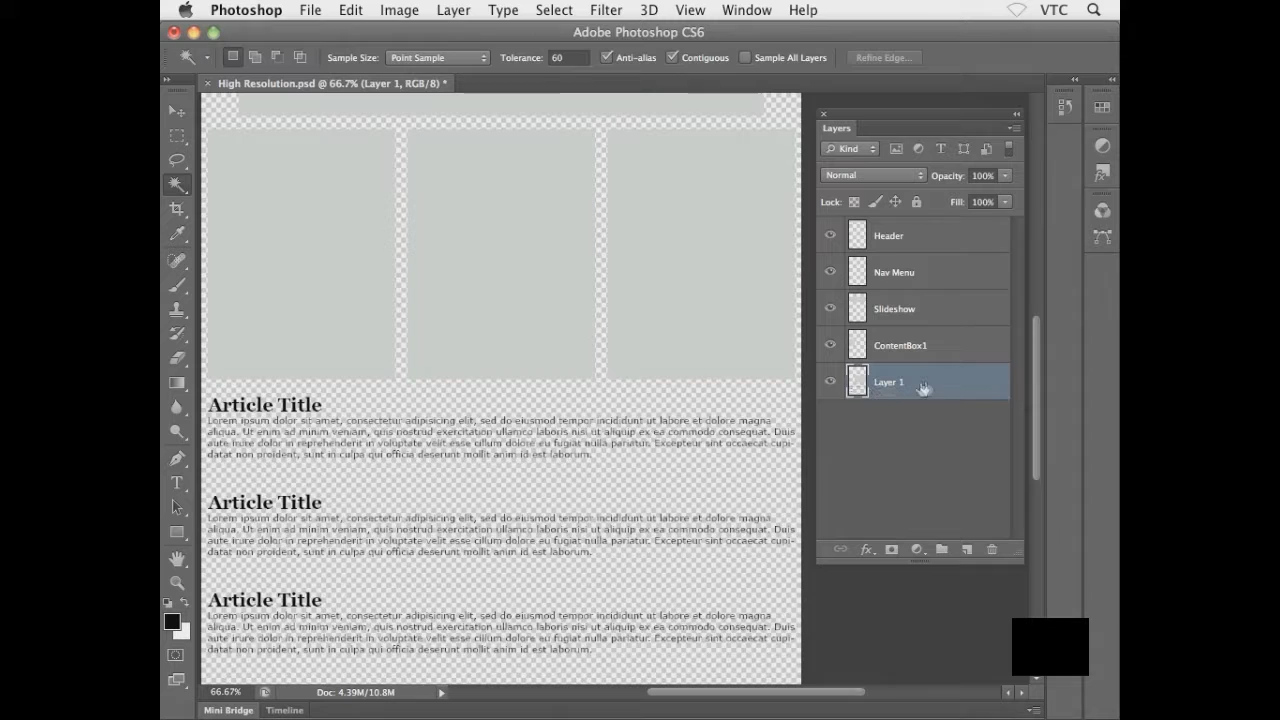 Photoshop File Edit Image Layer Type Select Filter 3D View Window Help VTC
Adobe Photoshop CS6
Sample Size: Point Sample Tolerance: 60 Anti-alias Contiguous Sample All Layers Refine Edge...
High Resolution.psd @ 66.7% (Layer 1, RGB/8) *
Layers
Kind
Normal Opacity: 100%
Lock: Fill: 100%
Header
Nav Menu
Slideshow
ContentBox1
Layer 1
Article Title
Lorem ipsum dolor sit amet, consectetur adipisicing elit, sed do eiusmod tempor incididunt ut labore et dolore magna
aliqua. Ut enim ad minim veniam, quis nostrud exercitation ullamco laboris nisi ut aliquip ex ea commodo consequat. Duis
aute irure dolor in reprehenderit in voluptate velit esse cillum dolore eu fugiat nulla pariatur. Excepteur sint occaecat cupi-
datat non proident, sunt in culpa qui officia deserunt mollit anim id est laborum.
Article Title
Lorem ipsum dolor sit amet, consectetur adipisicing elit, sed do eiusmod tempor incididunt ut labore et dolore magna
aliqua. Ut enim ad minim veniam, quis nostrud exercitation ullamco laboris nisi ut aliquip ex ea commodo consequat. Duis
aute irure dolor in reprehenderit in voluptate velit esse cillum dolore eu fugiat nulla pariatur. Excepteur sint occaecat cupi-
datat non proident, sunt in culpa qui officia deserunt mollit anim id est laborum.
Article Title
Lorem ipsum dolor sit amet, consectetur adipisicing elit, sed do eiusmod tempor incididunt ut labore et dolore magna
aliqua. Ut enim ad minim veniam, quis nostrud exercitation ullamco laboris nisi ut aliquip ex ea commodo consequat. Duis
aute irure dolor in reprehenderit in voluptate velit esse cillum dolore eu fugiat nulla pariatur. Excepteur sint occaecat cupi-
datat non proident, sunt in culpa qui officia deserunt mollit anim id est laborum.
66.67% Doc: 4.39M/10.8M
Mini Bridge Timeline